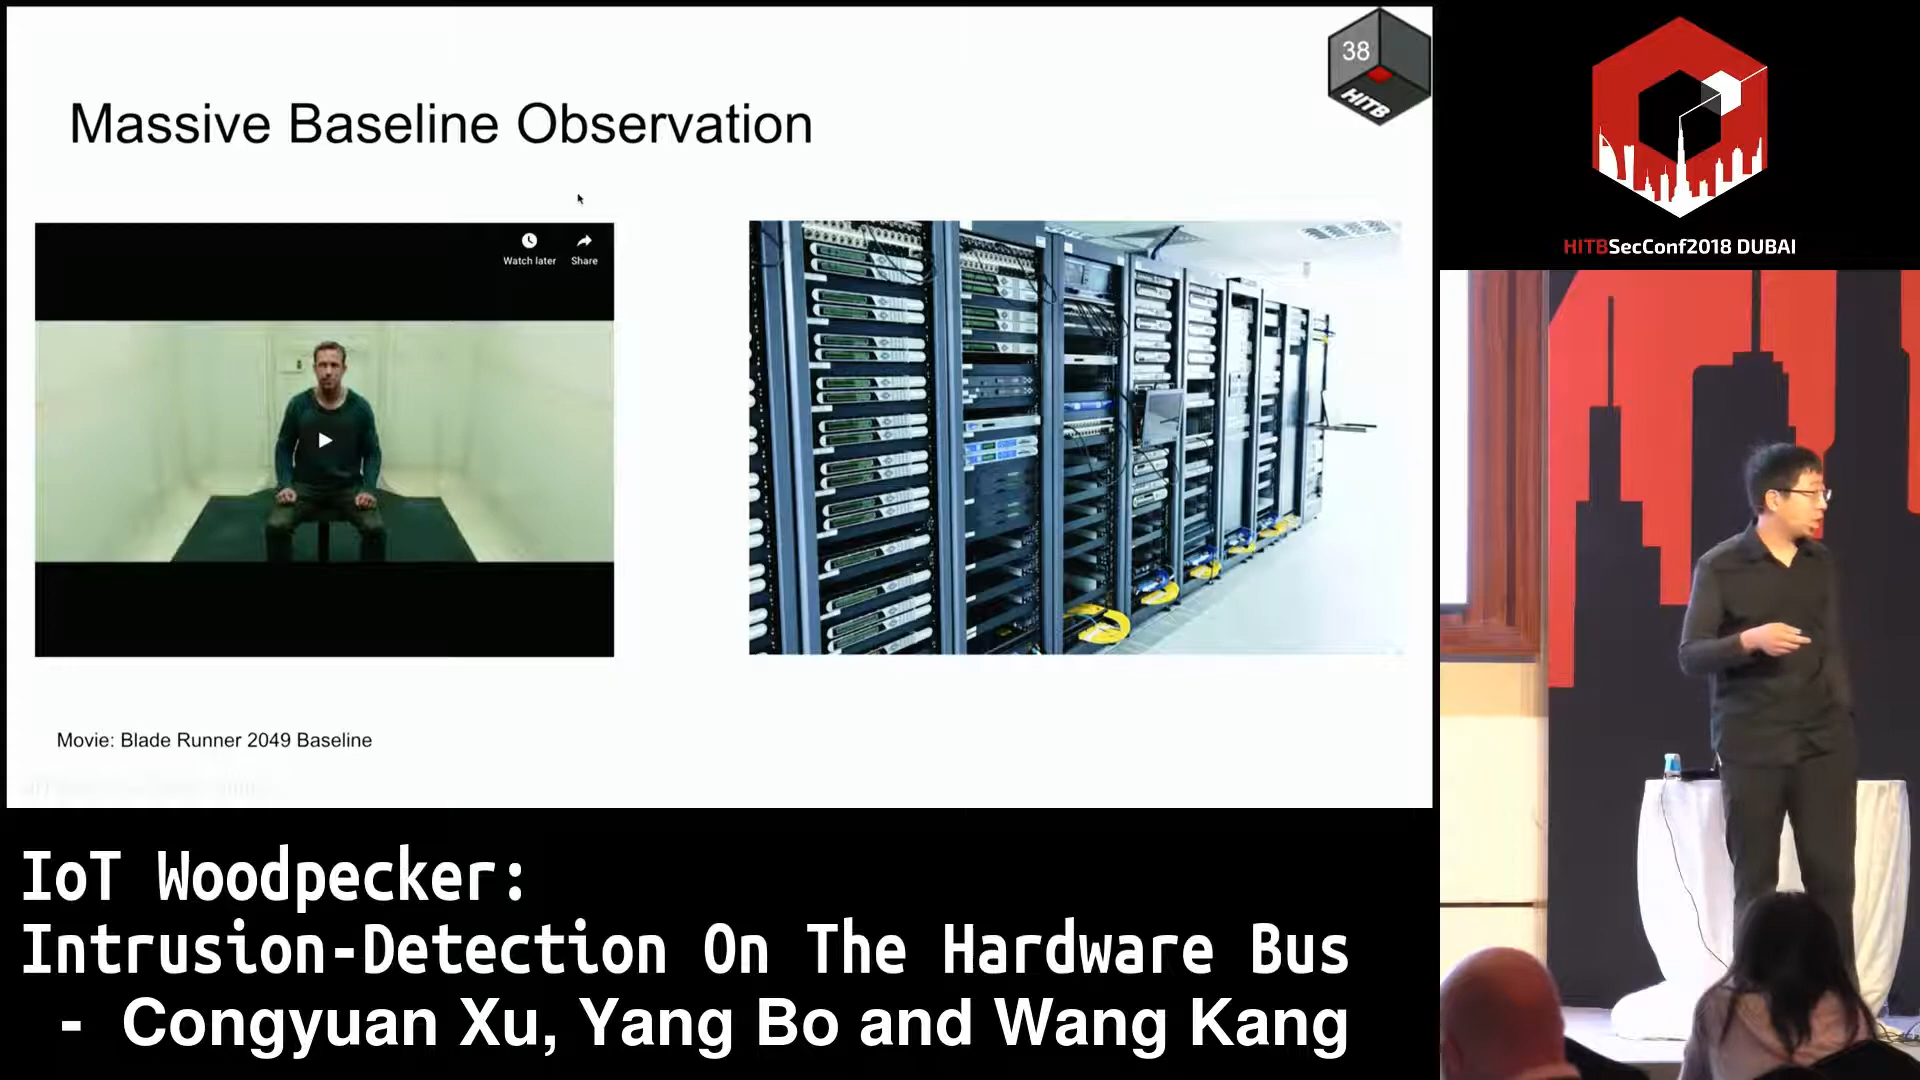 38
HITB
Massive Baseline Observation
Watch later
Share
Movie: Blade Runner 2049 Baseline
HITBSecConf2018 DUBAI
IoT Woodpecker:
Intrusion-Detection On The Hardware Bus
- Congyuan Xu, Yang Bo and Wang Kang